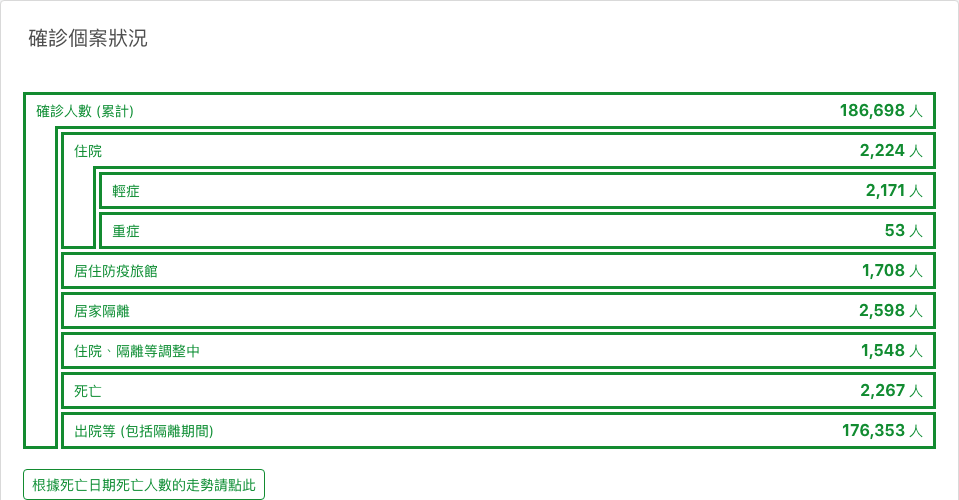 確診個案狀況
確診人數 (累計) 186,698 人
住院 2,224 人
輕症 2,171 人
重症 53 人
居住防疫旅館 1,708 人
居家隔離 2,598 人
住院、隔離等調整中 1,548 人
死亡 2,267 人
出院等 (包括隔離期間) 176,353 人
根據死亡日期死亡人數的走勢請點此